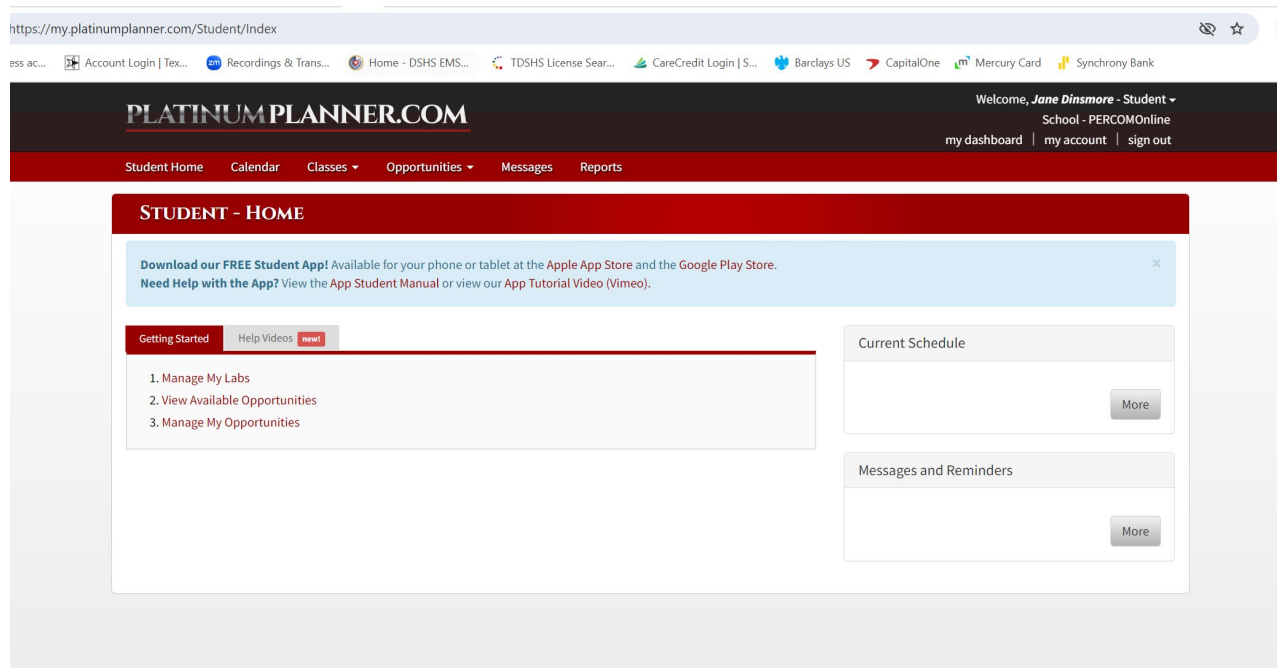 https://my.platinumplanner.com/Student/Index
ess ac... Account Login | Tex... zm Recordings & Trans... Home - DSHS EMS... TDSHS License Sear... CareCredit Login | S... Barclays US CapitalOne Mercury Card Synchrony Bank
PLATINUMPLANNER.COM
Welcome, Jane Dinsmore - Student
School - PERCOMOnline
my dashboard | my account | sign out
Student Home Calendar Classes Opportunities Messages Reports
STUDENT - HOME
Download our FREE Student App! Available for your phone or tablet at the Apple App Store and the Google Play Store. ×
Need Help with the App? View the App Student Manual or view our App Tutorial Video (Vimeo).
Getting Started Help Videos new!
1. Manage My Labs
2. View Available Opportunities
3. Manage My Opportunities
Current Schedule
More
Messages and Reminders
More